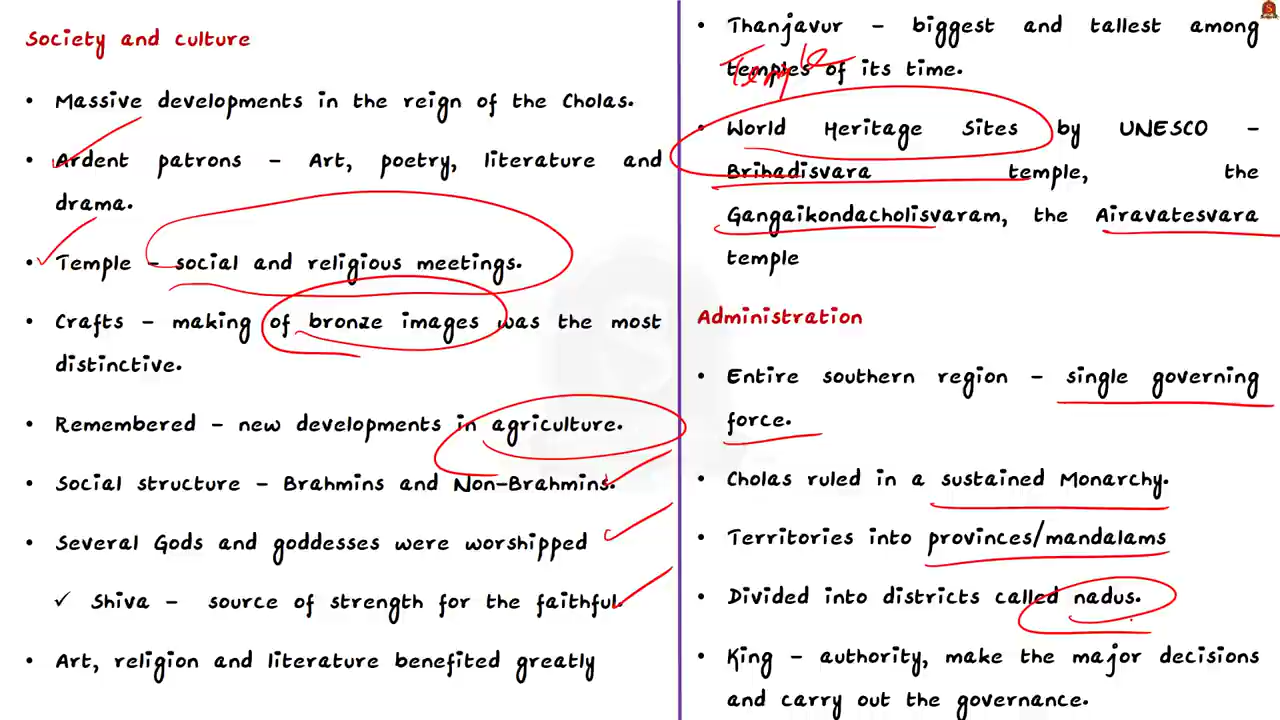 Society and culture
• Massive developments in the reign of the Cholas.
• Ardent patrons – Art, poetry, literature and
drama.
• Temple – social and religious meetings.
• Crafts – making of bronze images was the most
distinctive.
• Remembered – new developments in agriculture.
• Social structure – Brahmins and Non-Brahmins.
• Several Gods and goddesses were worshipped
✓ Shiva – source of strength for the faithful.
• Art, religion and literature benefited greatly
• Thanjavur – biggest and tallest among
temples of its time.
Temple
• World Heritage Sites by UNESCO –
Brihadisvara temple, the
Gangaikondacholisvaram, the Airavatesvara
temple
Administration
• Entire southern region – single governing
force.
• Cholas ruled in a sustained Monarchy.
• Territories into provinces/mandalams
• Divided into districts called nadus.
• King – authority, make the major decisions
and carry out the governance.